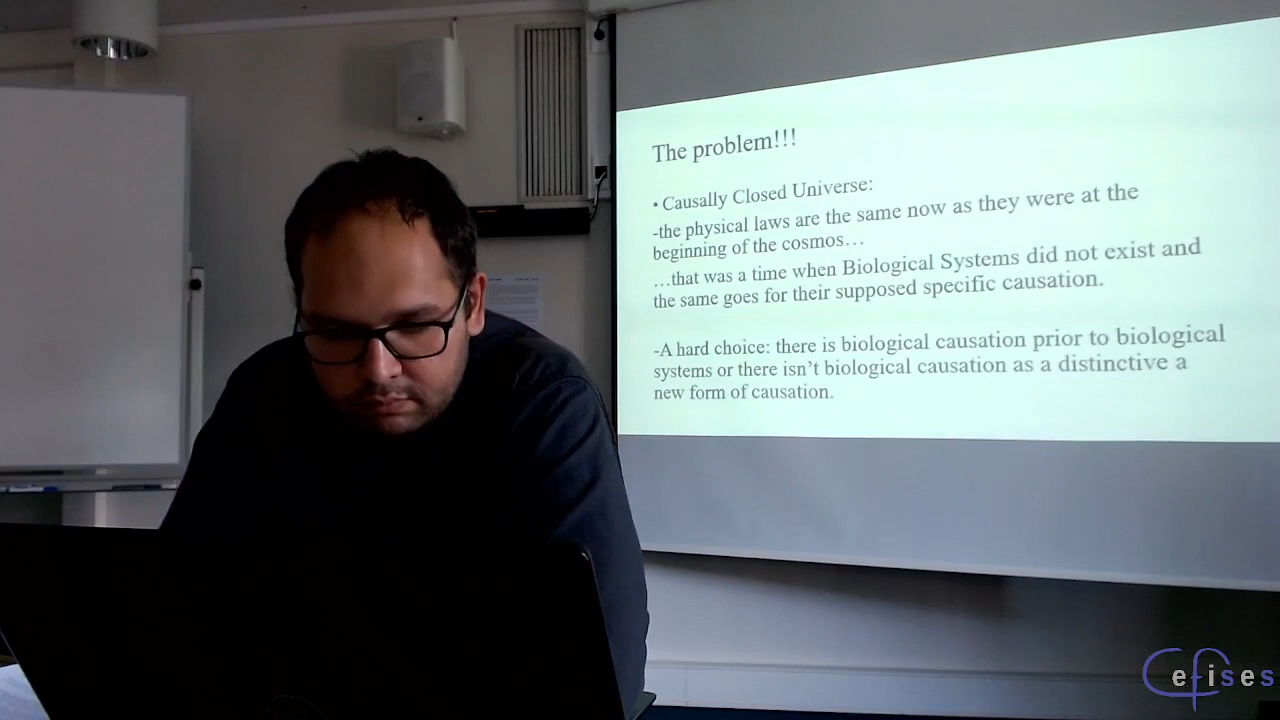 The problem!!!
• Causally Closed Universe:
-the physical laws are the same now as they were at the
beginning of the cosmos…
…that was a time when Biological Systems did not exist and
the same goes for their supposed specific causation.
-A hard choice: there is biological causation prior to biological
systems or there isn't biological causation as a distinctive a
new form of causation.
Cefises